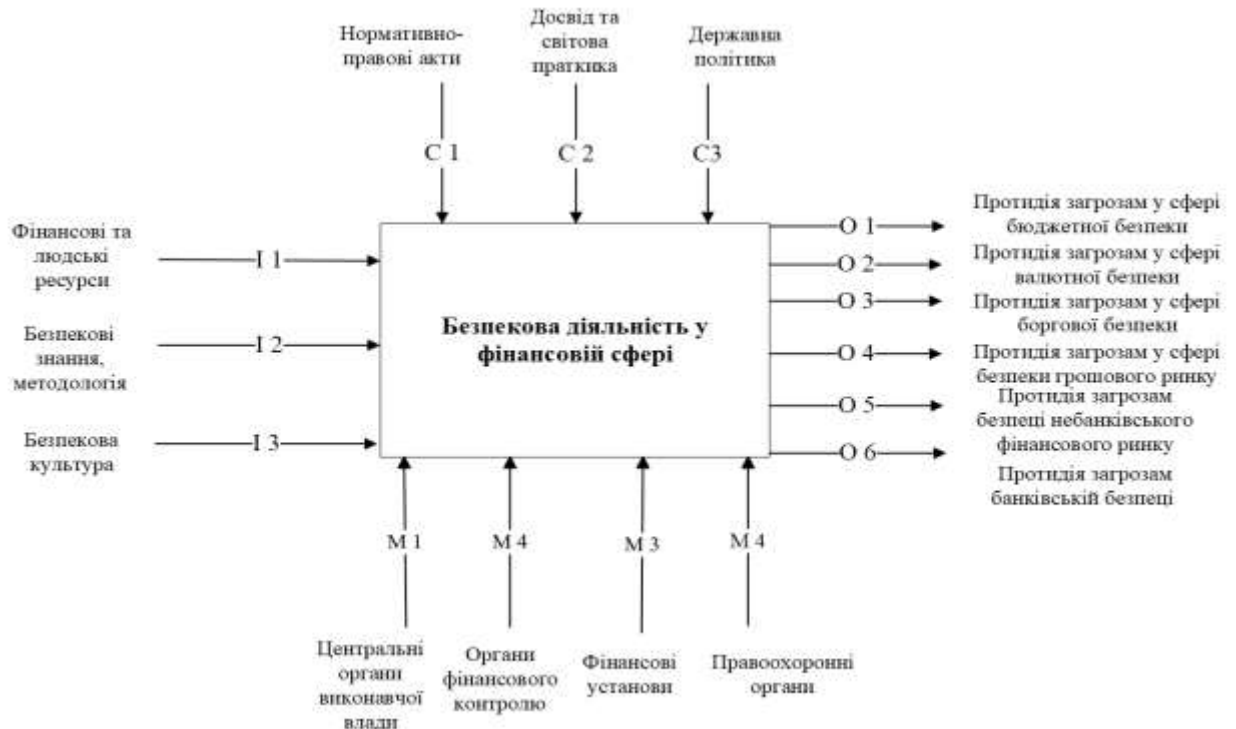 Нормативно-
правові акти
Досвід та
світова
праткика
Державна
політика
С 1
С 2
С3
Фінансові та
людські
ресурси
І 1
Безпекові
знання,
методологія
І 2
Безпекова
культура
І 3
Безпекова діяльність у
фінансовій сфері
О 1
Протидія загрозам у сфері
бюджетної безпеки
О 2
Протидія загрозам у сфері
валютної безпеки
О 3
Протидія загрозам у сфері
боргової безпеки
О 4
Протидія загрозам у сфері
безпеки грошового ринку
О 5
Протидія загрозам
безпеці небанківського
фінансового ринку
О 6
Протидія загрозам
банківській безпеці
М 1
М 4
М 3
М 4
Центральні
органи
виконавчої
влади
Органи
фінансового
контролю
Фінансові
установи
Правоохоронні
органи